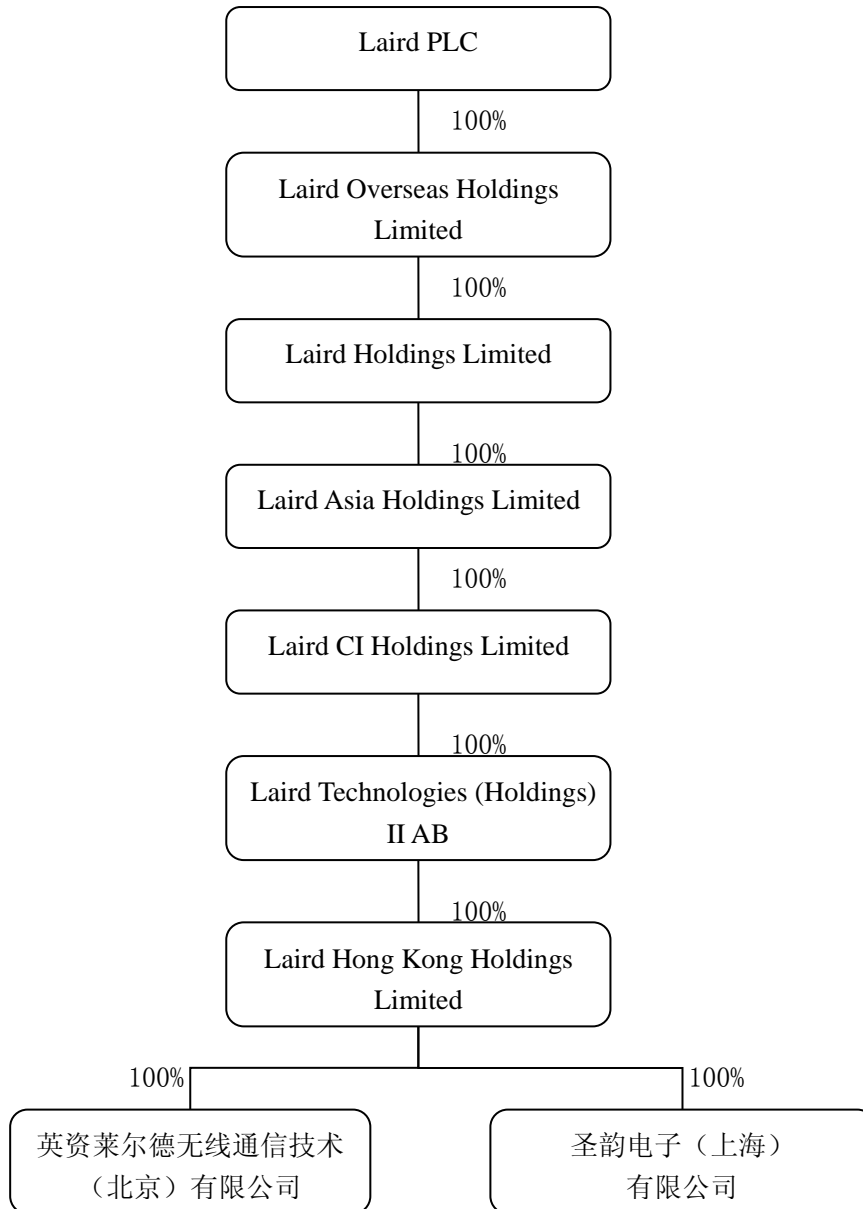 Laird PLC
100%
Laird Overseas Holdings
Limited
100%
Laird Holdings Limited
100%
Laird Asia Holdings Limited
100%
Laird CI Holdings Limited
100%
Laird Technologies (Holdings)
II AB
100%
Laird Hong Kong Holdings
Limited
100%
100%
英资莱尔德无线通信技术
（北京）有限公司
圣韵电子（上海）
有限公司